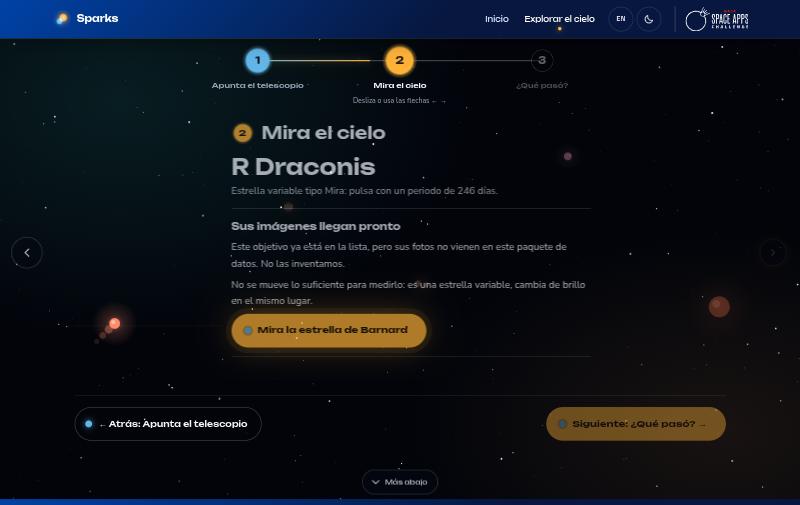 Sparks
Inicio
Explorar el cielo
EN
NASA
SPACE APPS
CHALLENGE
1
2
3
Apunta el telescopio
Mira el cielo
¿Qué pasó?
Desliza o usa las flechas ← →
2 Mira el cielo
R Draconis
Estrella variable tipo Mira: pulsa con un periodo de 246 días.
Sus imágenes llegan pronto
Este objetivo ya está en la lista, pero sus fotos no vienen en este paquete de
datos. No las inventamos.
No se mueve lo suficiente para medirlo: es una estrella variable, cambia de brillo
en el mismo lugar.
Mira la estrella de Barnard
← Atrás: Apunta el telescopio
Siguiente: ¿Qué pasó? →
Más abajo